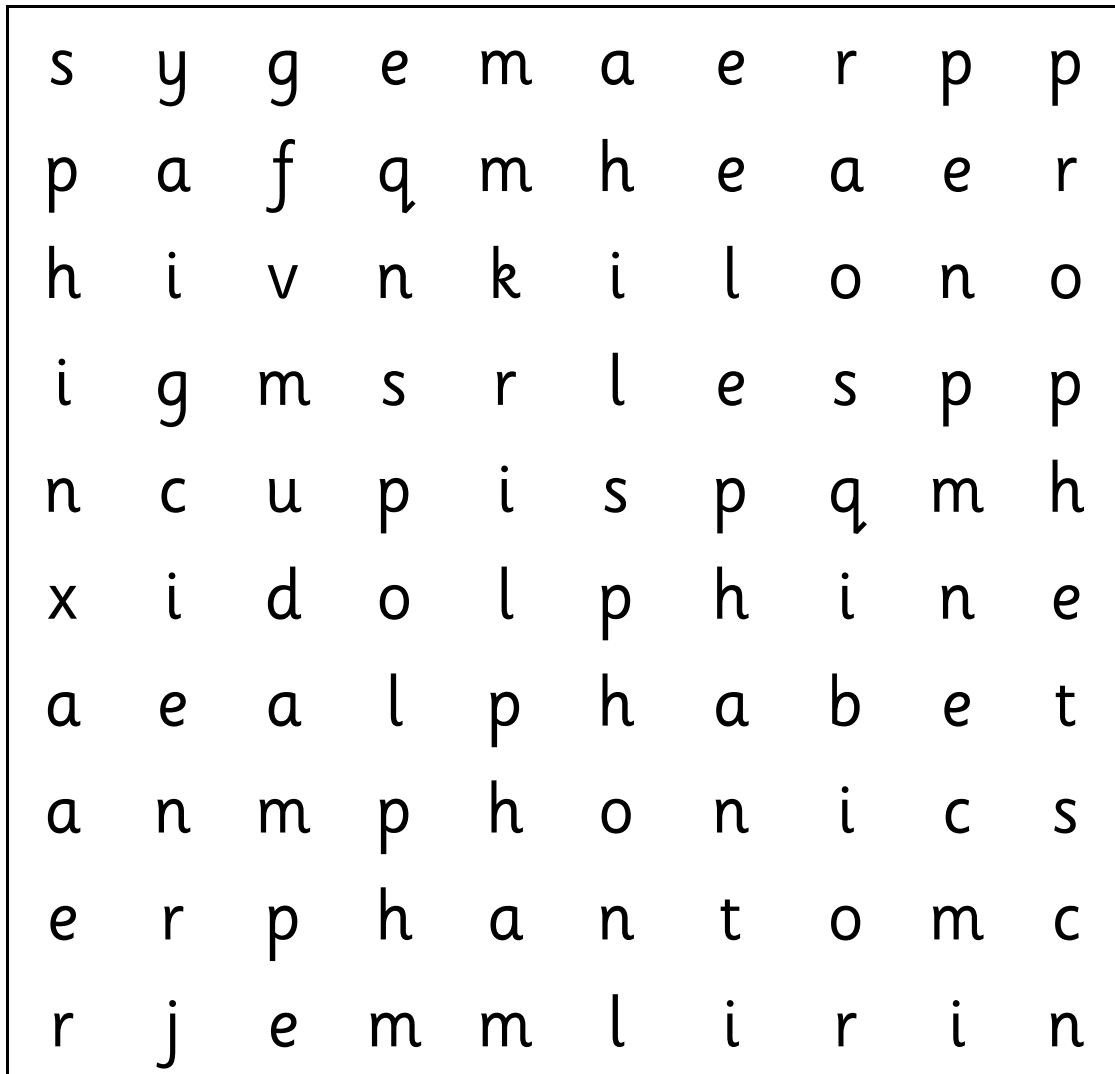 s y g e m a e r p p
p a f q m h e a e r
h i v n k i l o n o
i g m s r l e s p p
n c u p i s p q m h
x i d o l p h i n e
a e a l p h a b e t
a n m p h o n i c s
e r p h a n t o m c
r j e m m l i r i n